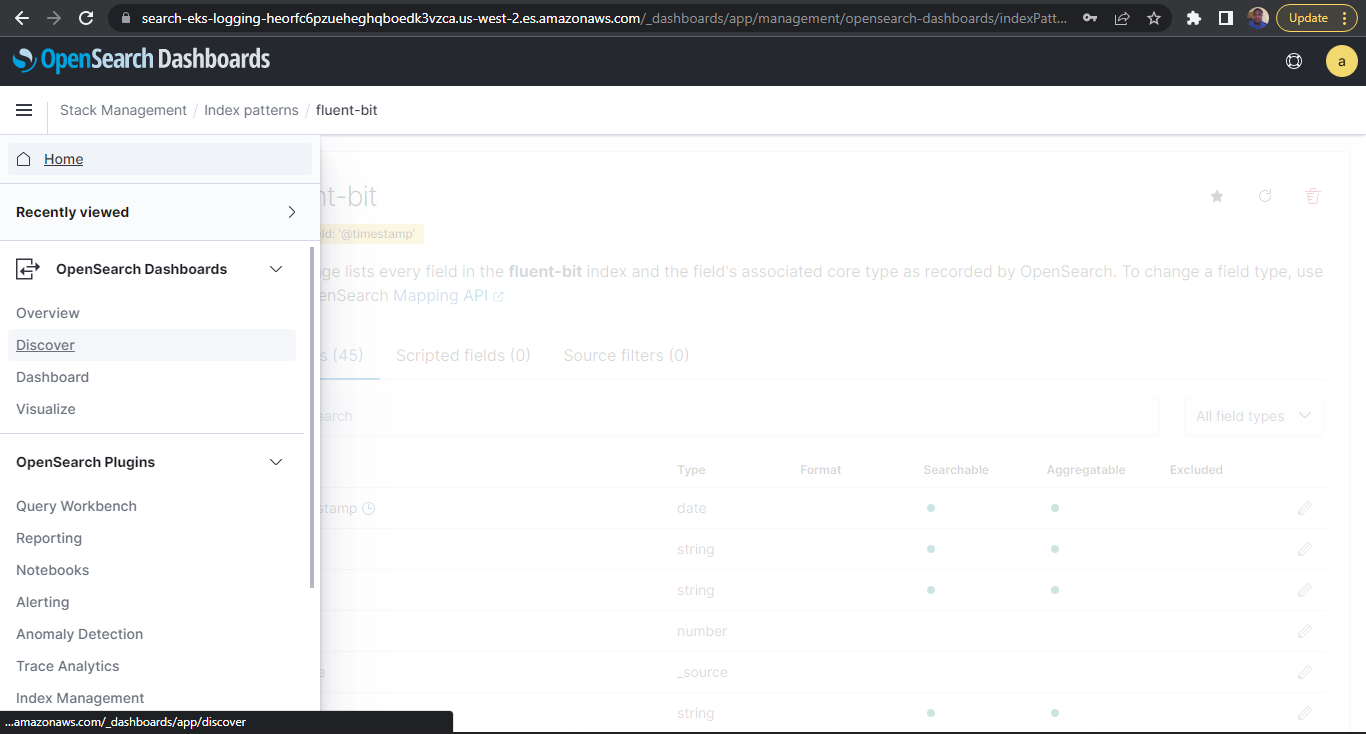 search-eks-logging-heorfc6pzueheghqboedk3vzca.us-west-2.es.amazonaws.com/_dashboards/app/management/opensearch-dashboards/indexPatt...
Update
OpenSearch Dashboards
a
Stack Management / Index patterns / fluent-bit
Home
Recently viewed
OpenSearch Dashboards
Overview
Discover
Dashboard
Visualize
OpenSearch Plugins
Query Workbench
Reporting
Notebooks
Alerting
Anomaly Detection
Trace Analytics
Index Management
nt-bit
ld: '@timestamp'
ge lists every field in the fluent-bit index and the field's associated core type as recorded by OpenSearch. To change a field type, use
enSearch Mapping API
s (45) Scripted fields (0) Source filters (0)
earch All field types
Type Format Searchable Aggregatable Excluded
stamp date
string
string
number
e _source
string
...amazonaws.com/_dashboards/app/discover